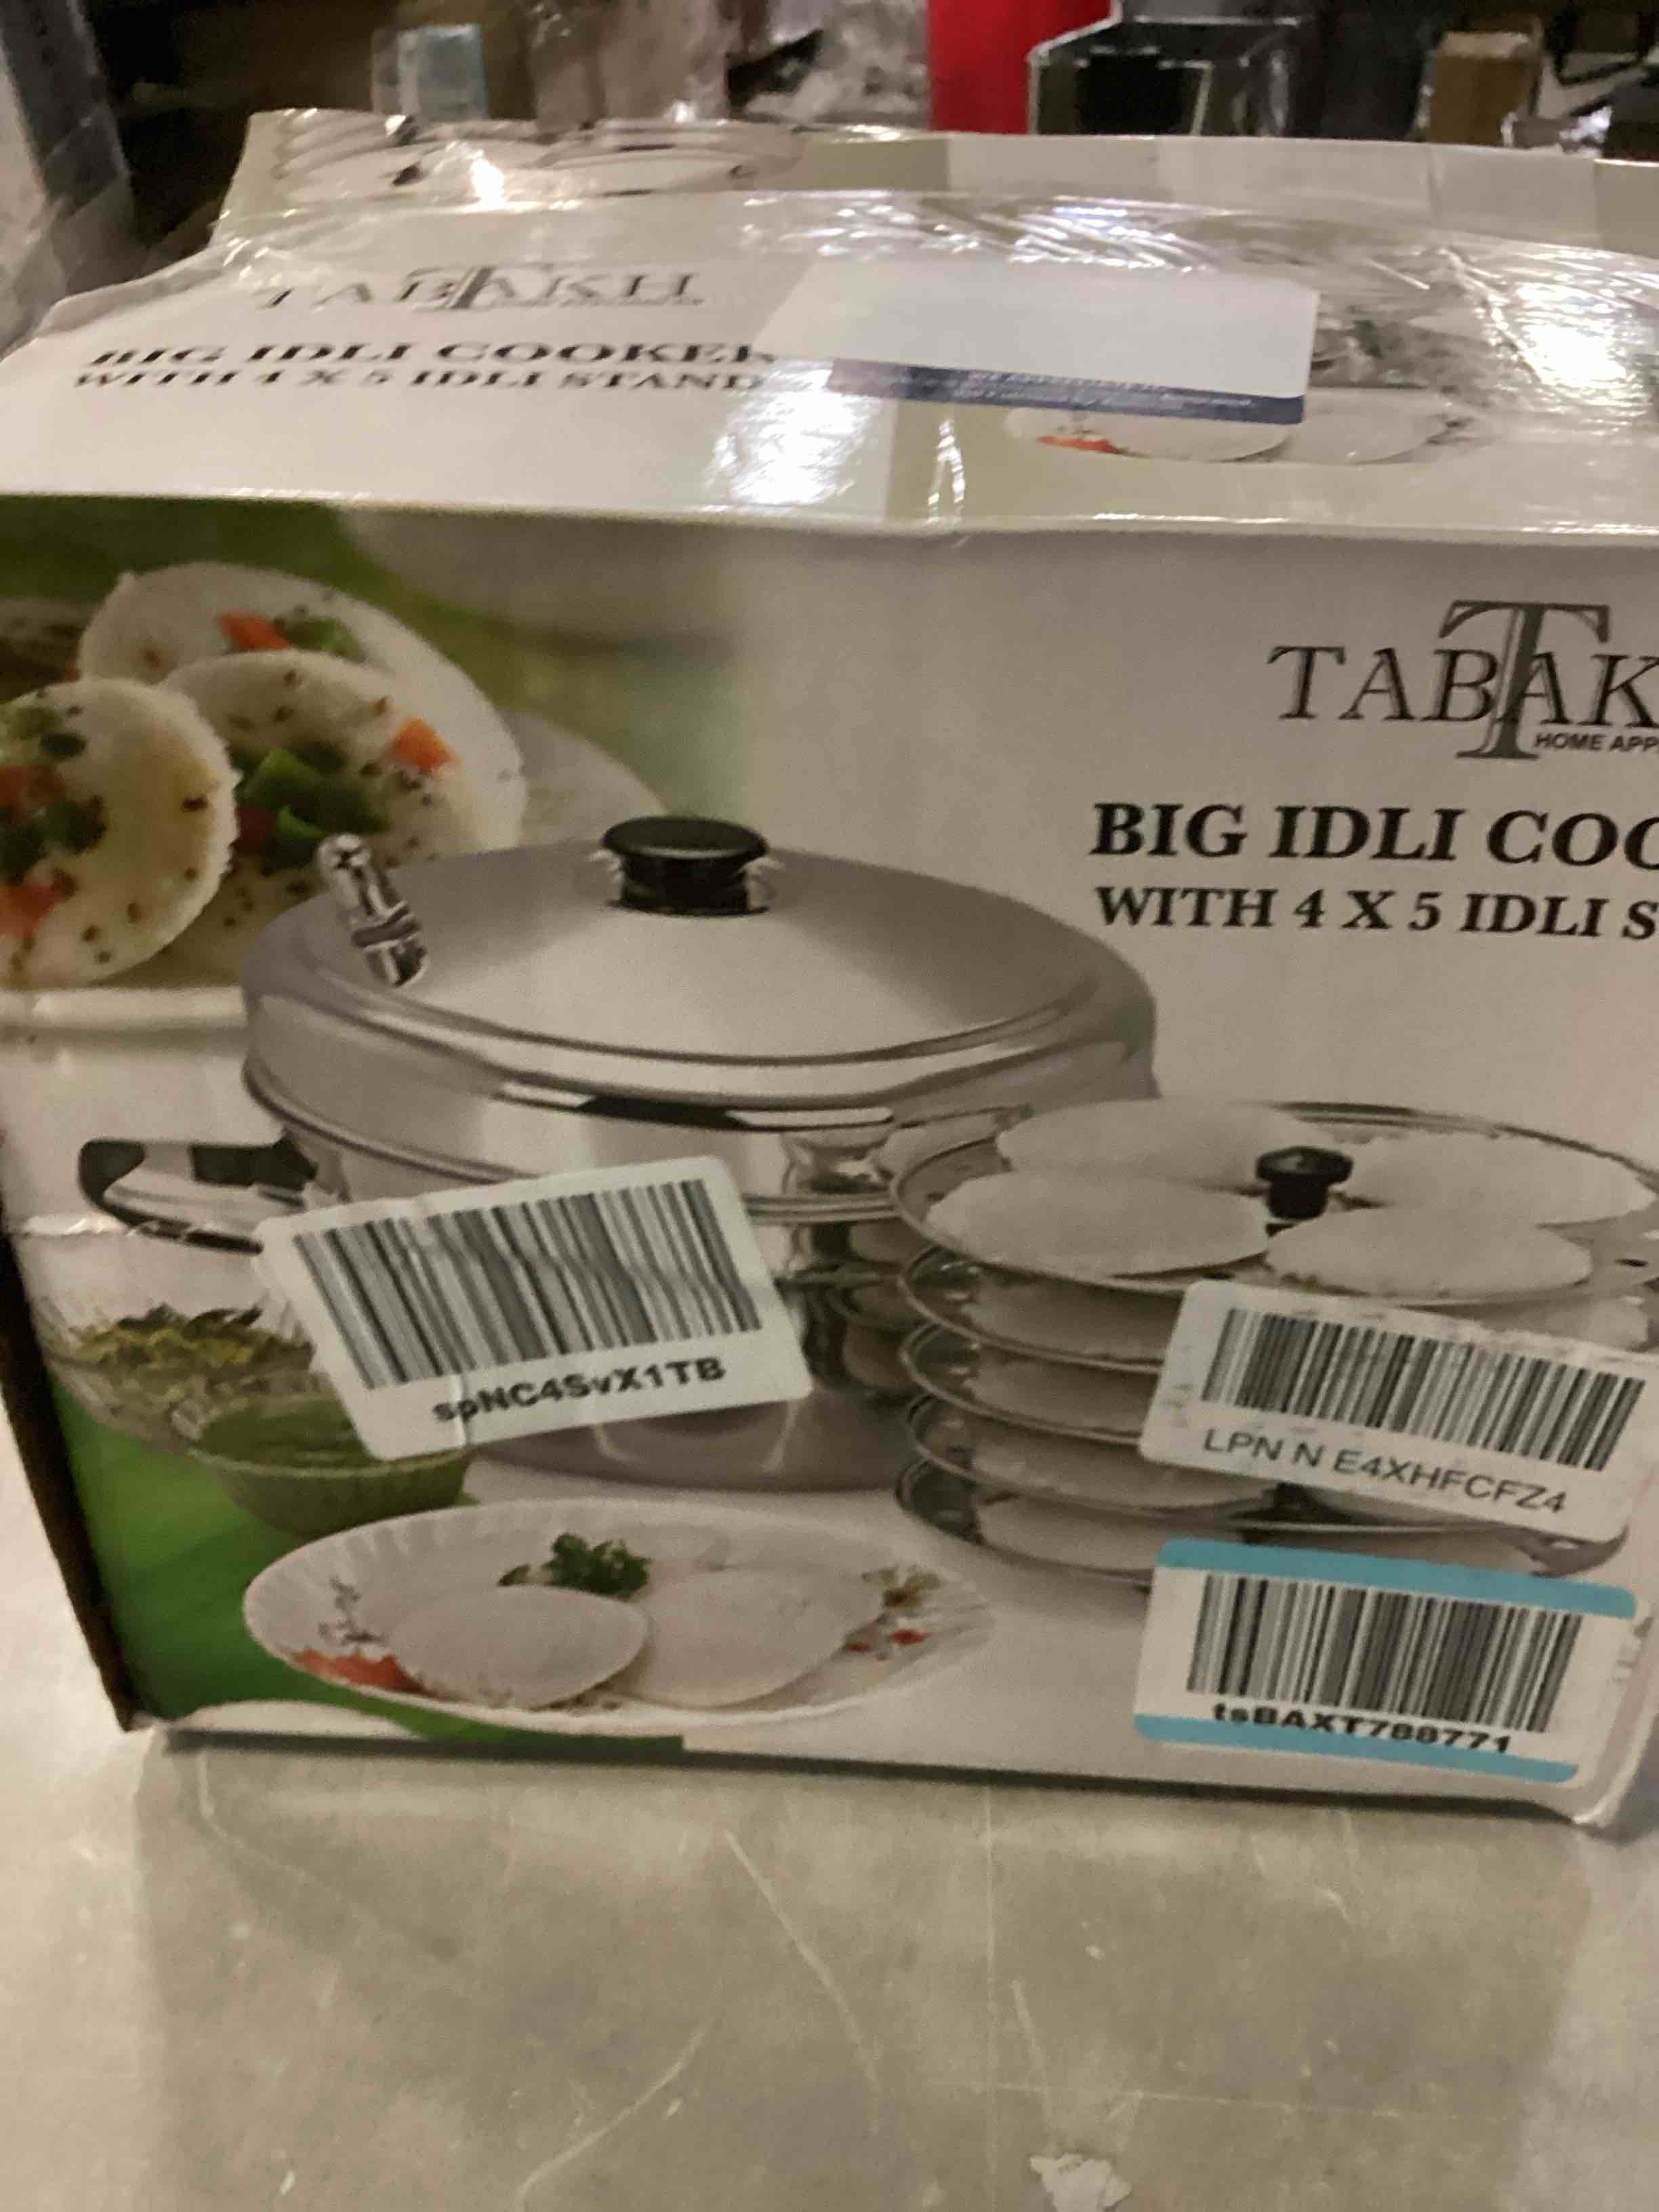 TABAKH
BIG IDLI COOKER
WITH 4 X 5 IDLI STAND
TABAK
HOME APP
BIG IDLI COO
WITH 4 X 5 IDLI S
spNC4SvX1TB
LPN N E4XHFCFZ4
tsBAXT788771